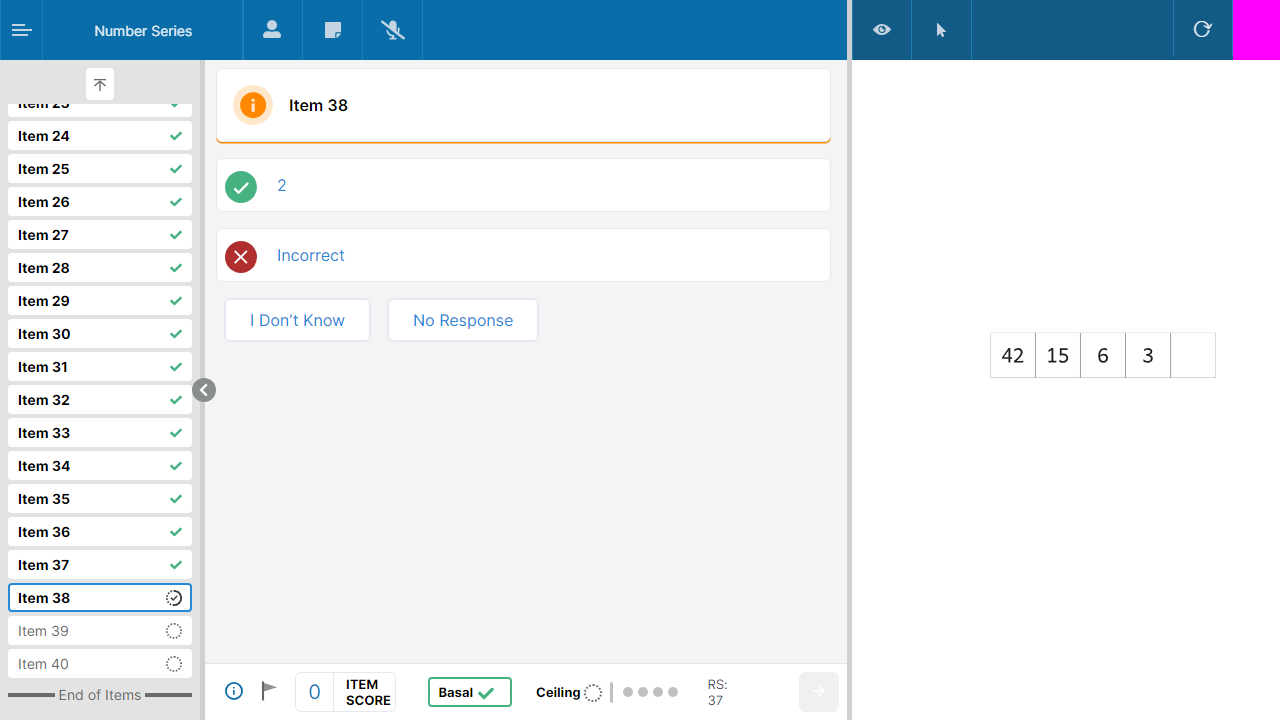 Number Series
Item 23
Item 24
Item 25
Item 26
Item 27
Item 28
Item 29
Item 30
Item 31
Item 32
Item 33
Item 34
Item 35
Item 36
Item 37
Item 38
Item 39
Item 40
End of Items
Item 38
2
Incorrect
I Don’t Know
No Response
0
ITEM
SCORE
Basal
Ceiling
RS:
37
42 15 6 3